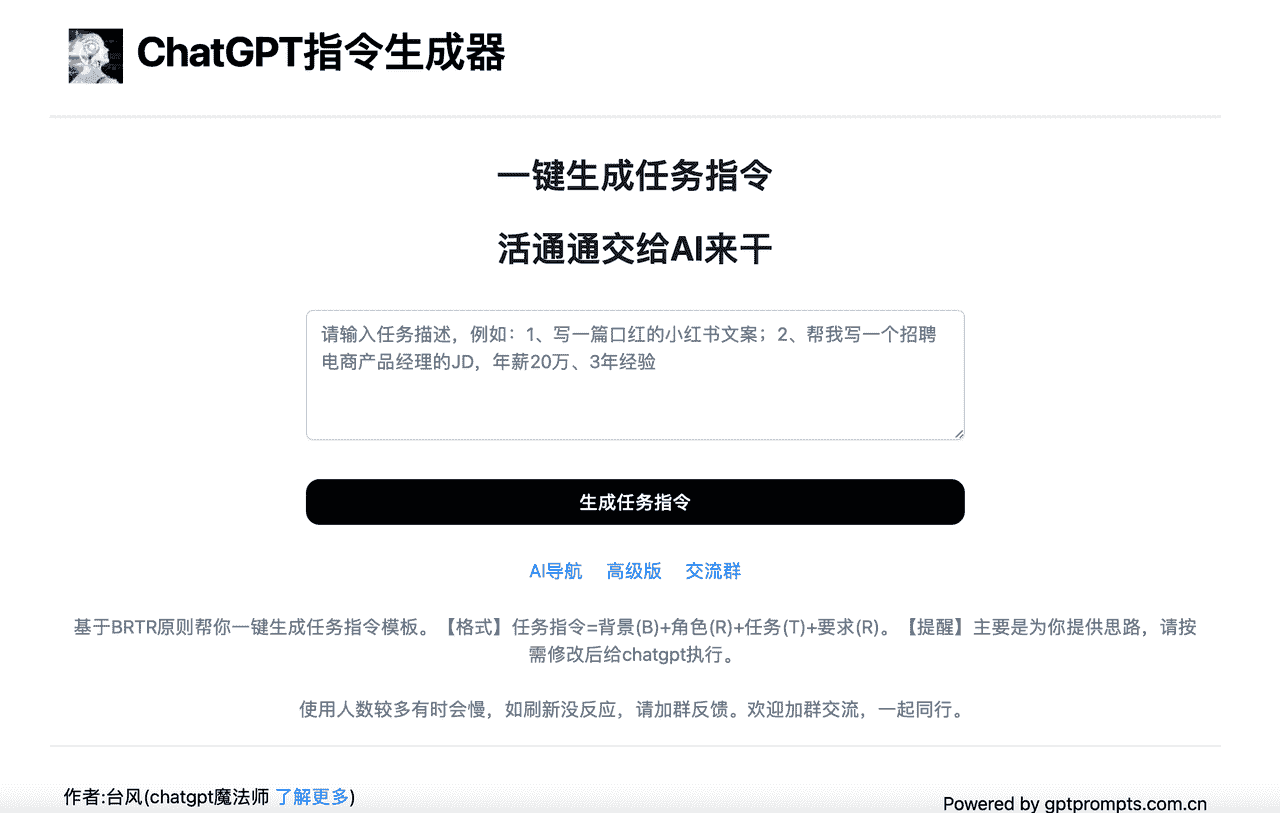 ChatGPT指令生成器
一键生成任务指令
活通通交给AI来干
请输入任务描述，例如：1、写一篇口红的小红书文案；2、帮我写一个招聘
电商产品经理的JD，年薪20万、3年经验
生成任务指令
AI导航 高级版 交流群
基于BRTR原则帮你一键生成任务指令模板。【格式】任务指令=背景(B)+角色(R)+任务(T)+要求(R)。【提醒】主要是为你提供思路，请按
需修改后给chatgpt执行。
使用人数较多有时会慢，如刷新没反应，请加群反馈。欢迎加群交流，一起同行。
作者:台风(chatgpt魔法师 了解更多)
Powered by gptprompts.com.cn